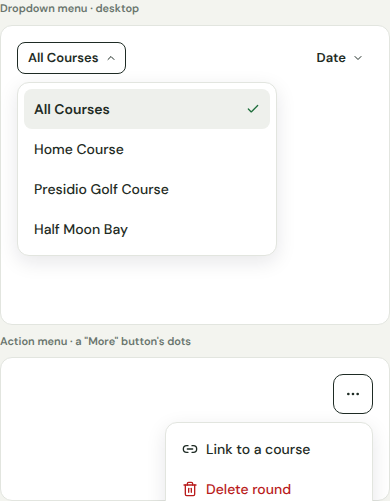 Dropdown menu · desktop
All Courses
Date
All Courses
Home Course
Presidio Golf Course
Half Moon Bay
Action menu · a "More" button's dots
Link to a course
Delete round